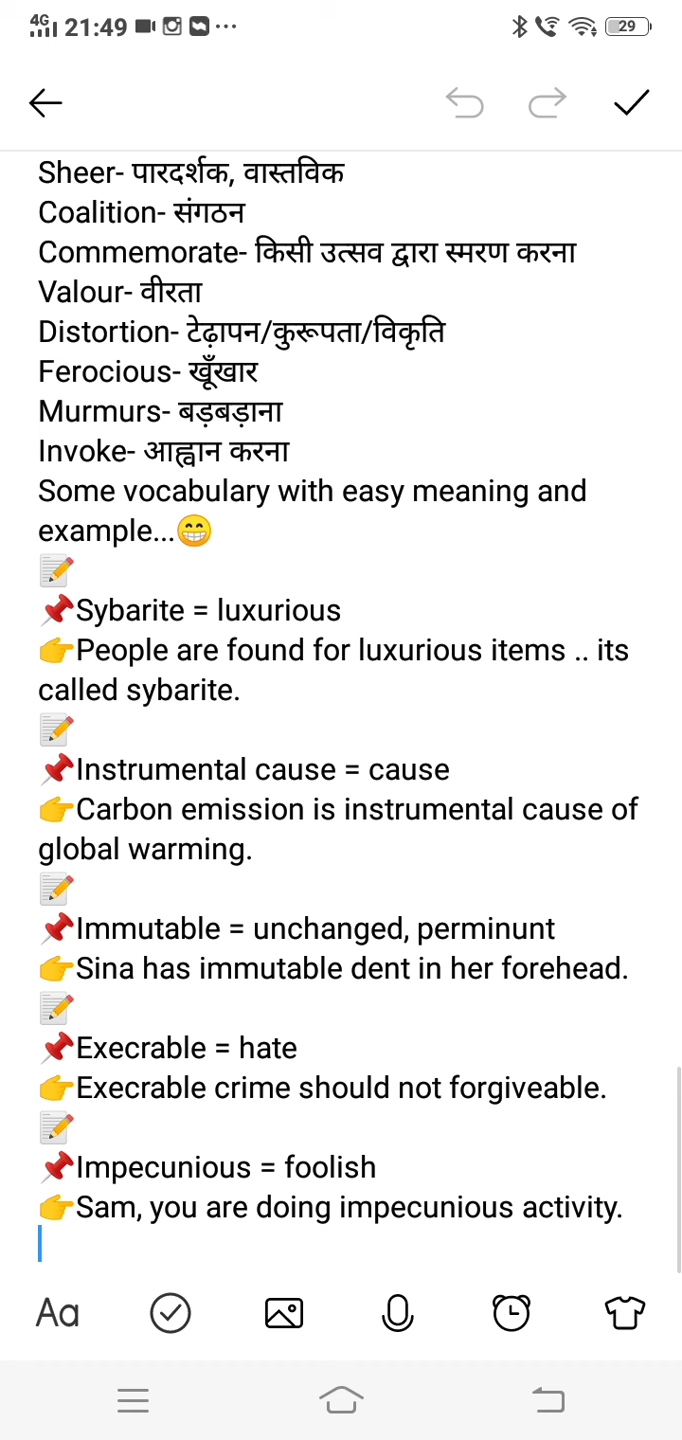 4G 21:49 29
Sheer- पारदर्शक, वास्तविक
Coalition- संगठन
Commemorate- किसी उत्सव द्वारा स्मरण करना
Valour- वीरता
Distortion- टेढ़ापन/कुरूपता/विकृति
Ferocious- खूँखार
Murmurs- बड़बड़ाना
Invoke- आह्वान करना
Some vocabulary with easy meaning and
example...😁
📝
📌Sybarite = luxurious
👉People are found for luxurious items .. its
called sybarite.
📝
📌Instrumental cause = cause
👉Carbon emission is instrumental cause of
global warming.
📝
📌Immutable = unchanged, perminunt
👉Sina has immutable dent in her forehead.
📝
📌Execrable = hate
👉Execrable crime should not forgiveable.
📝
📌Impecunious = foolish
👉Sam, you are doing impecunious activity.
Aa